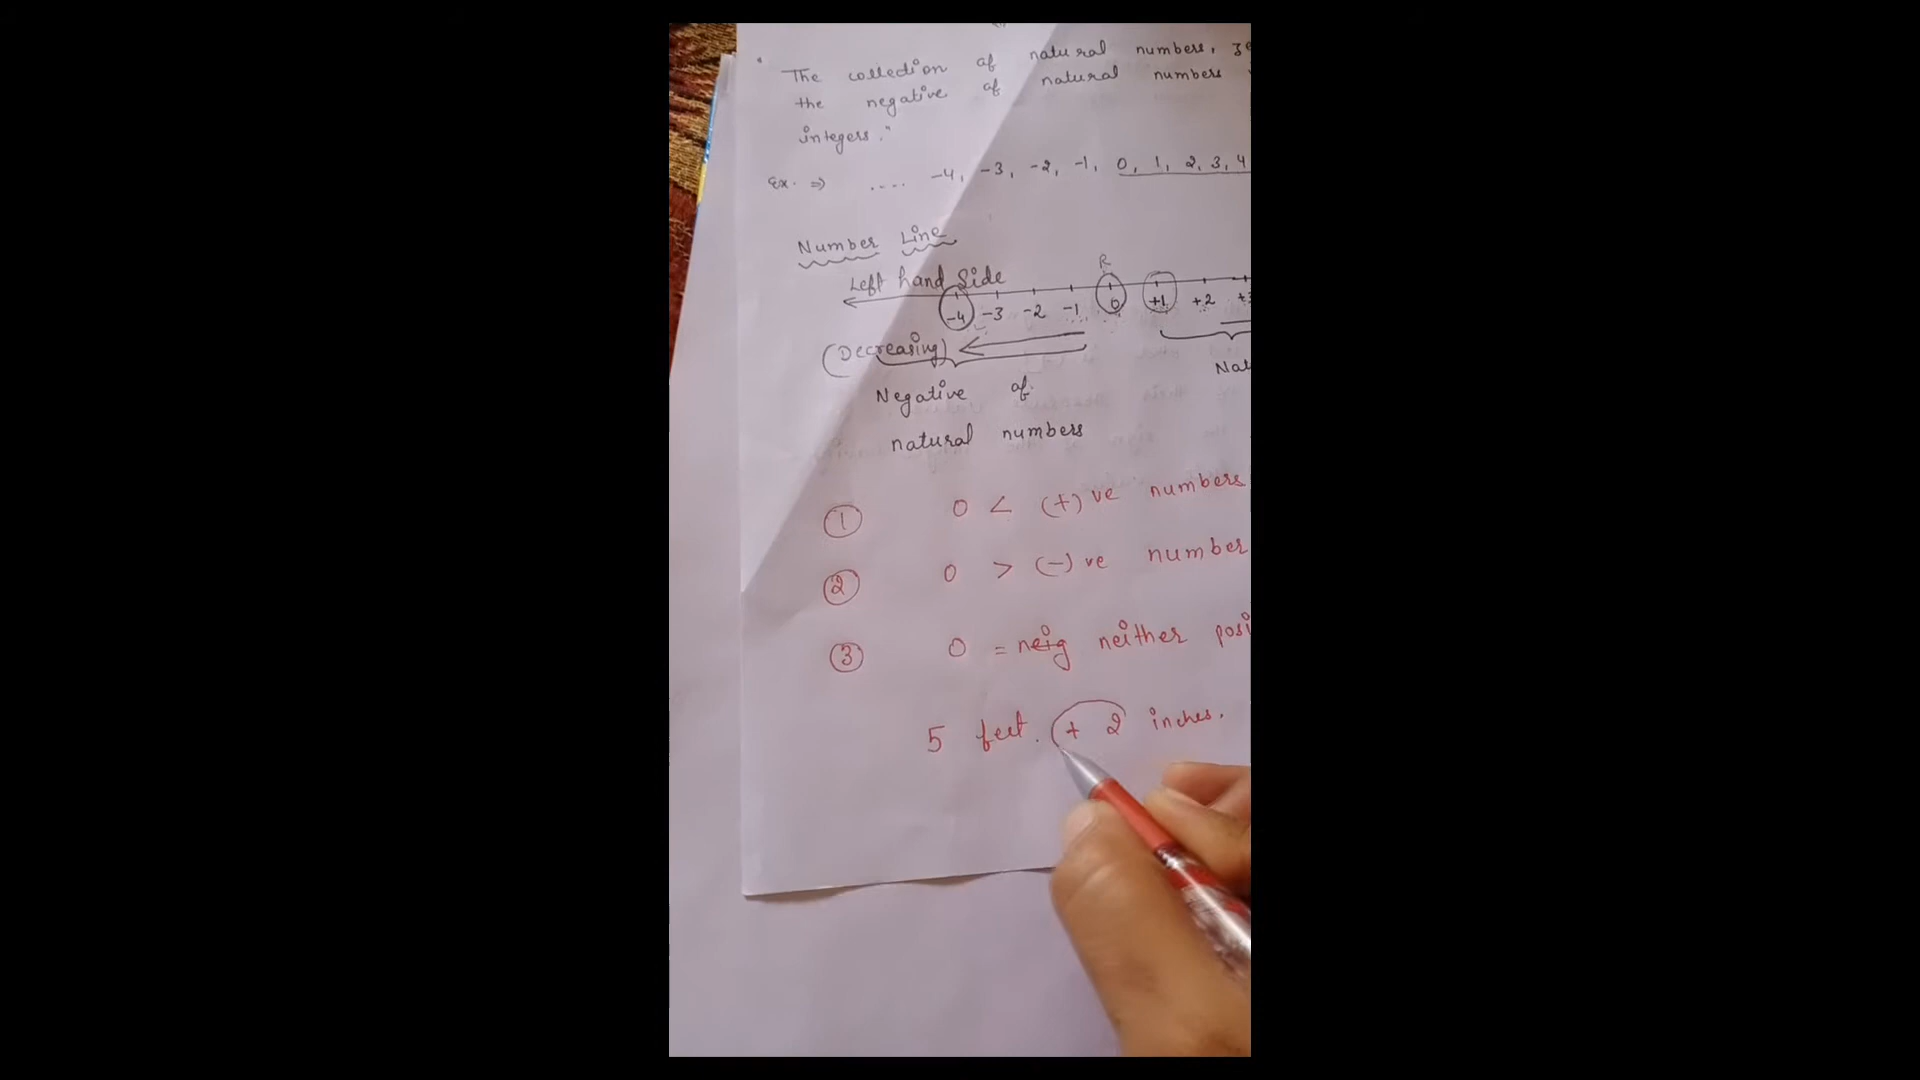 The collection of natural numbers,
the negative of natural numbers
integers."
Ex. ⇒ .... -4, -3, -2, -1, 0, 1, 2, 3, 4
Number Line
Left hand Side
R
-4 -3 -2 -1 0 +1 +2
(Decreasing)
Negative of
natural numbers
① 0 < (+)ve numbers
② 0 > (-)ve number
③ 0 = neig neither
5 feet. + 2 inches.